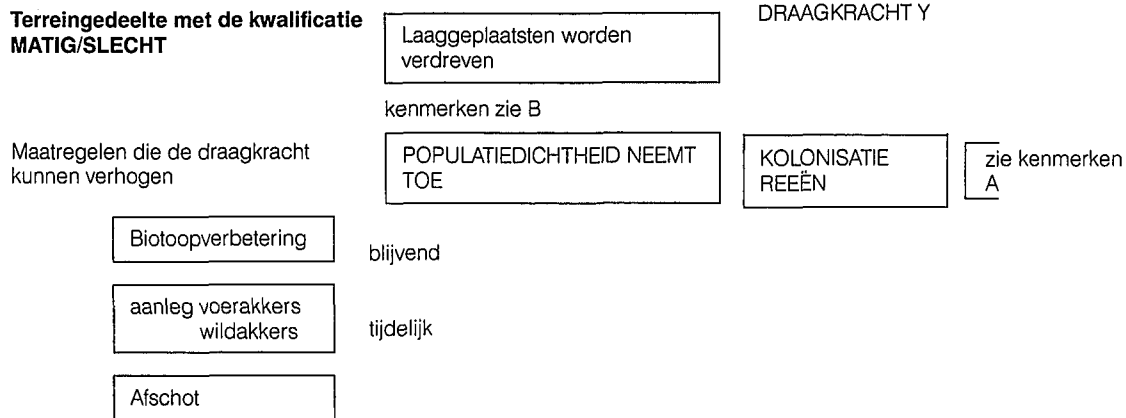 Terreingedeelte met de kwalificatie
MATIG/SLECHT
Laaggeplaatsten worden
verdreven
DRAAGKRACHT Y
kenmerken zie B
Maatregelen die de draagkracht
kunnen verhogen
POPULATIEDICHTHEID NEEMT
TOE
KOLONISATIE
REEËN
zie kenmerken
A
Biotoopverbetering
blijvend
aanleg voerakkers
wildakkers
tijdelijk
Afschot